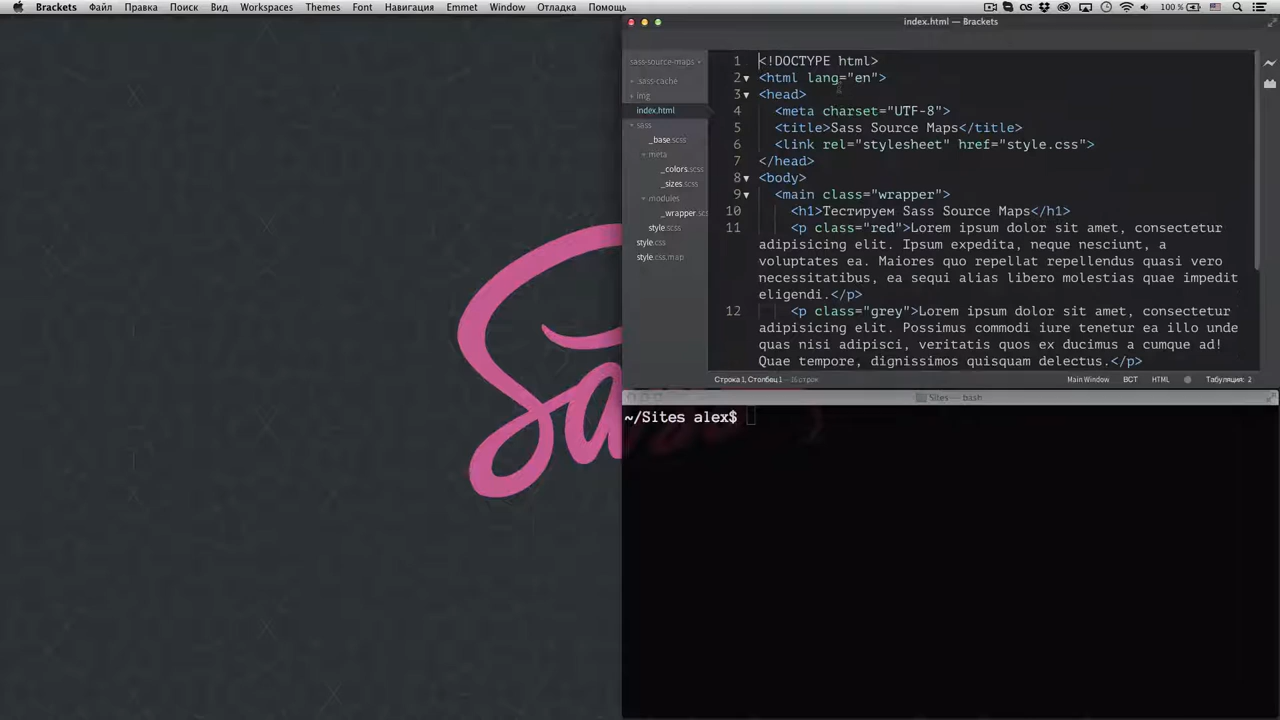 Brackets Файл Правка Поиск Вид Workspaces Themes Font Навигация Emmet Window Отладка Помощь 100 %
index.html — Brackets
sass-source-maps
.sass-cache
img
index.html
sass
_base.scss
meta
_colors.scss
_sizes.scss
modules
_wrapper.sc
style.scss
style.css
style.css.map
1 <!DOCTYPE html>
2 <html lang="en">
3 <head>
4 <meta charset="UTF-8">
5 <title>Sass Source Maps</title>
6 <link rel="stylesheet" href="style.css">
7 </head>
8 <body>
9 <main class="wrapper">
10 <h1>Тестируем Sass Source Maps</h1>
11 <p class="red">Lorem ipsum dolor sit amet, consectetur
adipisicing elit. Ipsum expedita, neque nesciunt, a
voluptates ea. Maiores quo repellat repellendus quasi vero
necessitatibus, ea sequi alias libero molestias quae impedit
eligendi.</p>
12 <p class="grey">Lorem ipsum dolor sit amet, consectetur
adipisicing elit. Possimus commodi iure tenetur ea illo unde
quas nisi adipisci, veritatis quos ex ducimus a cumque ad!
Quae tempore, dignissimos quisquam delectus.</p>
Строка 1, Столбец 1 — 15 строк Main Window ВСТ HTML Табуляция: 2
Sites — bash
~/Sites alex$
Sass